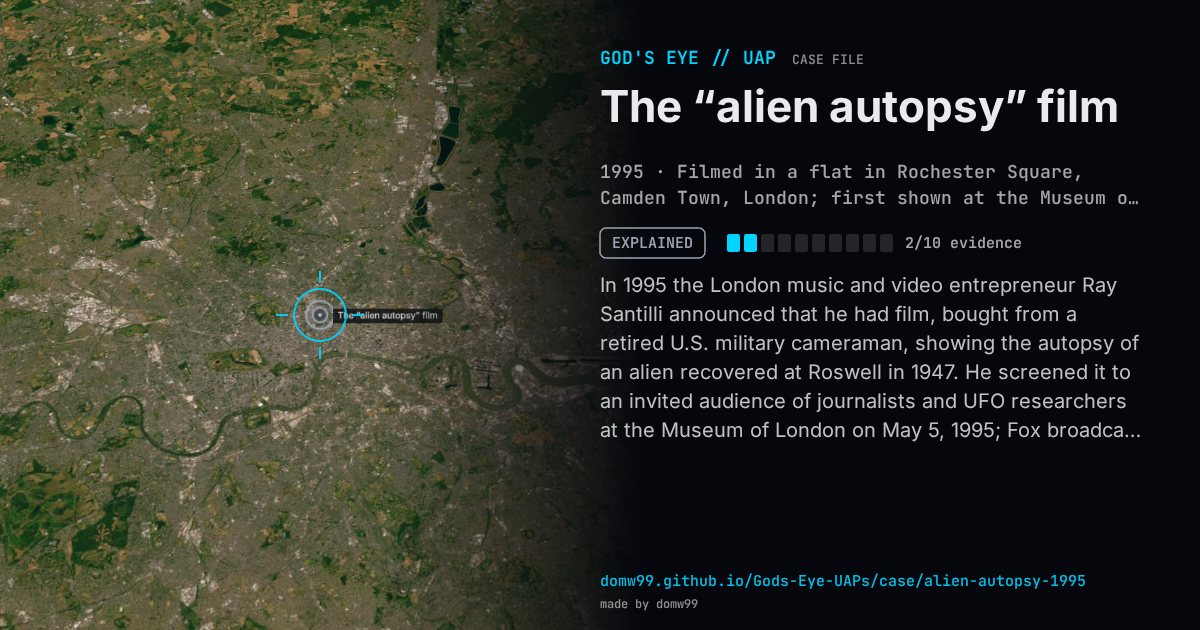 GOD'S EYE // UAP CASE FILE
The “alien autopsy” film
1995 · Filmed in a flat in Rochester Square,
Camden Town, London; first shown at the Museum o…
EXPLAINED 2/10 evidence
The “alien autopsy” film
In 1995 the London music and video entrepreneur Ray
Santilli announced that he had film, bought from a
retired U.S. military cameraman, showing the autopsy of
an alien recovered at Roswell in 1947. He screened it to
an invited audience of journalists and UFO researchers
at the Museum of London on May 5, 1995; Fox broadca…
domw99.github.io/Gods-Eye-UAPs/case/alien-autopsy-1995
made by domw99